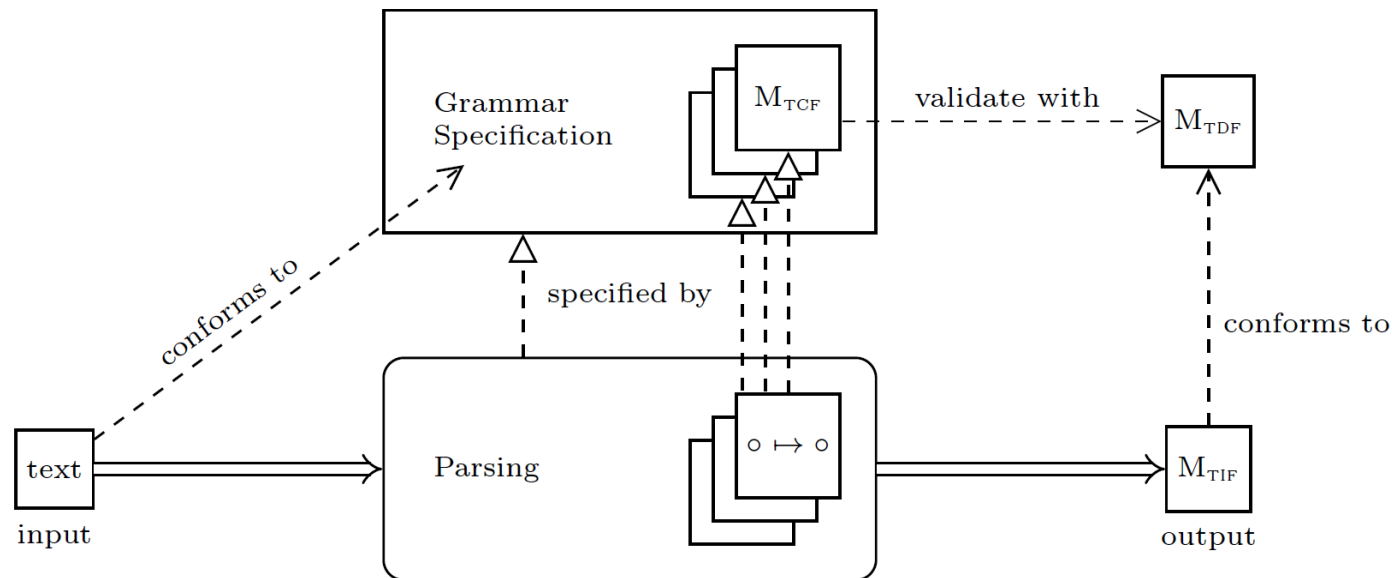 Grammar
Specification
M_TCF
validate with
M_TDF
conforms to
specified by
conforms to
text
input
Parsing
∘ ↦ ∘
M_TIF
output